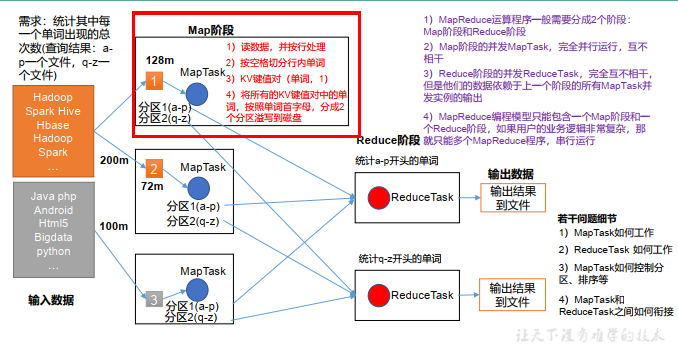 需求：统计其中每
一个单词出现的总
次数(查询结果：a-
p一个文件，q-z一
个文件)
Hadoop
Spark Hive
Hbase
Hadoop
Spark
…
200m
Java php
Android
Html5
Bigdata
python
…
100m
输入数据
Map阶段
128m
1
MapTask
分区1(a-p)
分区2(q-z)
1）读数据，并按行处理
2）按空格切分行内单词
3）KV键值对（单词，1）
4）将所有的KV键值对中的单
词，按照单词首字母，分成2
个分区溢写到磁盘
2
72m
MapTask
分区1(a-p)
分区2(q-z)
3
MapTask
分区1(a-p)
分区2(q-z)
1）MapReduce运算程序一般需要分成2个阶段：
Map阶段和Reduce阶段
2）Map阶段的并发MapTask，完全并行运行，互不
相干
3）Reduce阶段的并发ReduceTask，完全互不相干，
但是他们的数据依赖于上一个阶段的所有MapTask并
发实例的输出
4）MapReduce编程模型只能包含一个Map阶段和一
个Reduce阶段，如果用户的业务逻辑非常复杂，那
就只能多个MapReduce程序，串行运行
Reduce阶段
统计a-p开头的单词
ReduceTask
统计q-z开头的单词
ReduceTask
输出数据
输出结果
到文件
输出结果
到文件
若干问题细节
1）MapTask如何工作
2）ReduceTask 如何工作
3）MapTask如何控制分
区、排序等
4）MapTask和
ReduceTask之间如何衔接
让天下没有难学的技术